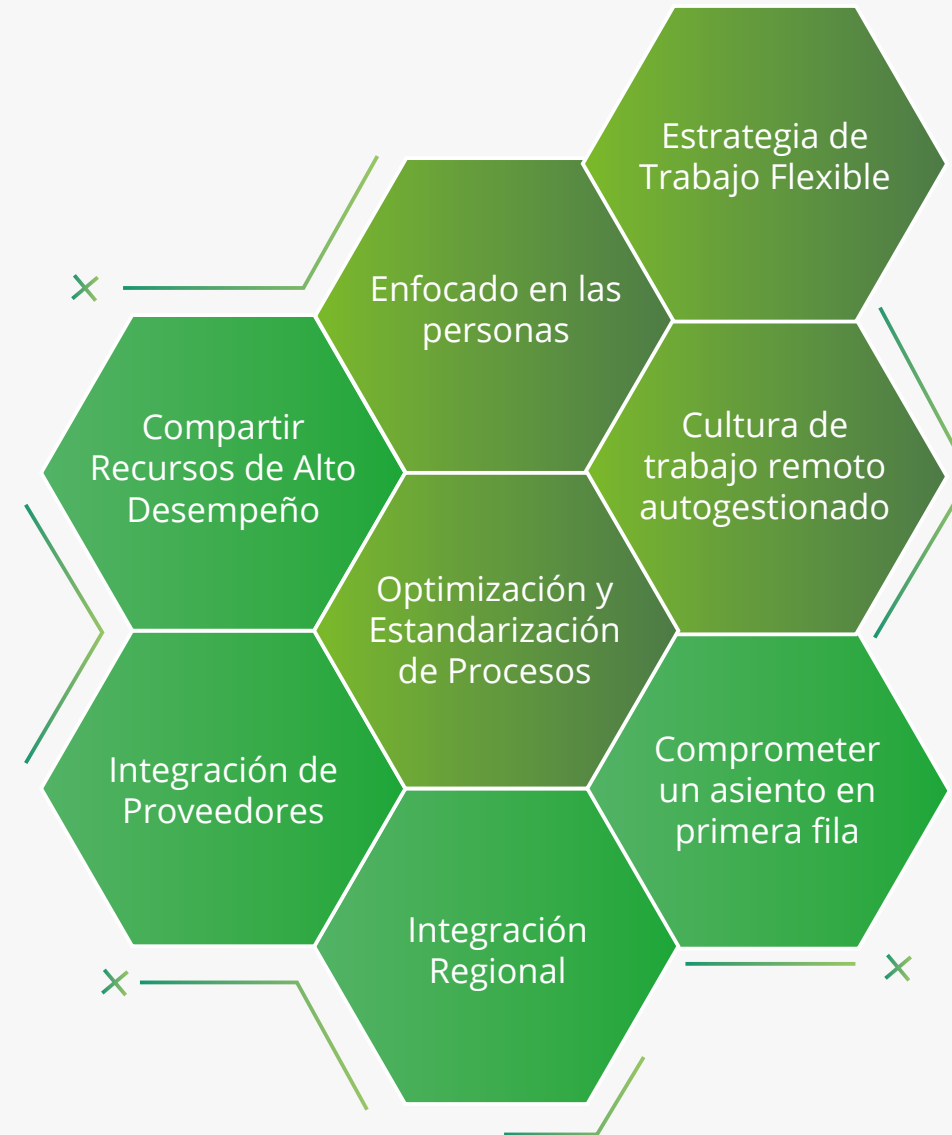 Estrategia de
Trabajo Flexible
Enfocado en las
personas
Compartir
Recursos de Alto
Desempeño
Cultura de
trabajo remoto
autogestionado
Optimización y
Estandarización
de Procesos
Integración de
Proveedores
Comprometer
un asiento en
primera fila
Integración
Regional